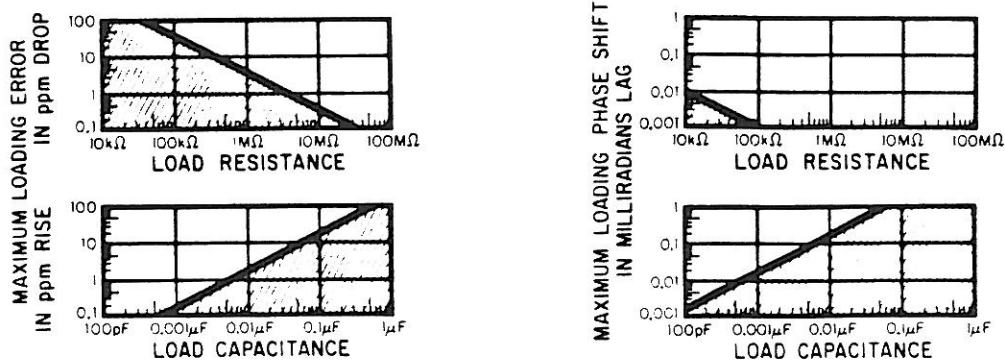 MAXIMUM LOADING ERROR
IN ppm RISE IN ppm DROP
100
10
1
0.1
10kΩ 100kΩ 1MΩ 10MΩ 100MΩ
LOAD RESISTANCE
100
10
1
0.1
100pF 0.001µF 0.01µF 0.1µF 1µF
LOAD CAPACITANCE
MAXIMUM LOADING PHASE SHIFT
IN MILLIRADIANS LAG
1
0,1
0,01
0,001
10kΩ 100kΩ 1MΩ 10MΩ 100MΩ
LOAD RESISTANCE
1
0,1
0,01
0,001
100pF 0.001µF 0,01µF 0,1µF 1µF
LOAD CAPACITANCE